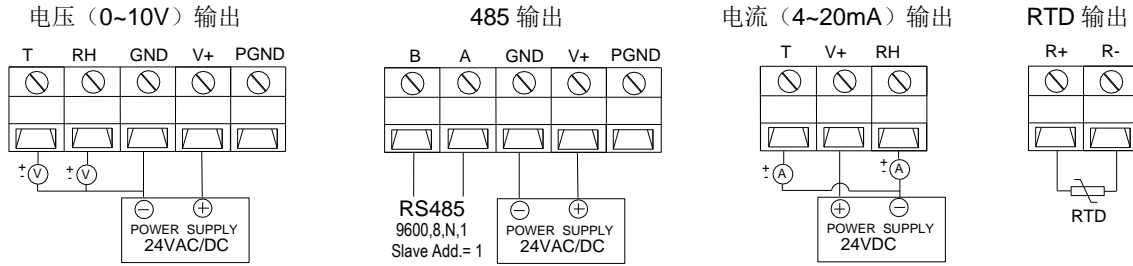 电压（0~10V）输出
T RH GND V+ PGND
+ - V + - V
POWER SUPPLY
24VAC/DC
485 输出
B A GND V+ PGND
RS485
9600,8,N,1
Slave Add.= 1
POWER SUPPLY
24VAC/DC
电流（4~20mA）输出
T V+ RH
+ - A + - A
POWER SUPPLY
24VDC
RTD 输出
R+ R-
RTD